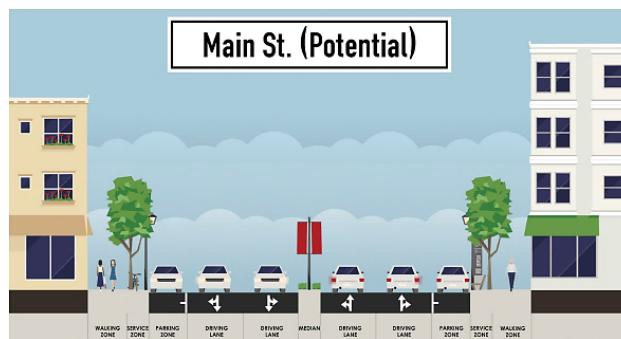 Main St. (Potential)
WALKING ZONE
SERVICE ZONE
PARKING ZONE
DRIVING LANE
DRIVING LANE
MEDIAN
DRIVING LANE
DRIVING LANE
PARKING ZONE
SERVICE ZONE
WALKING ZONE